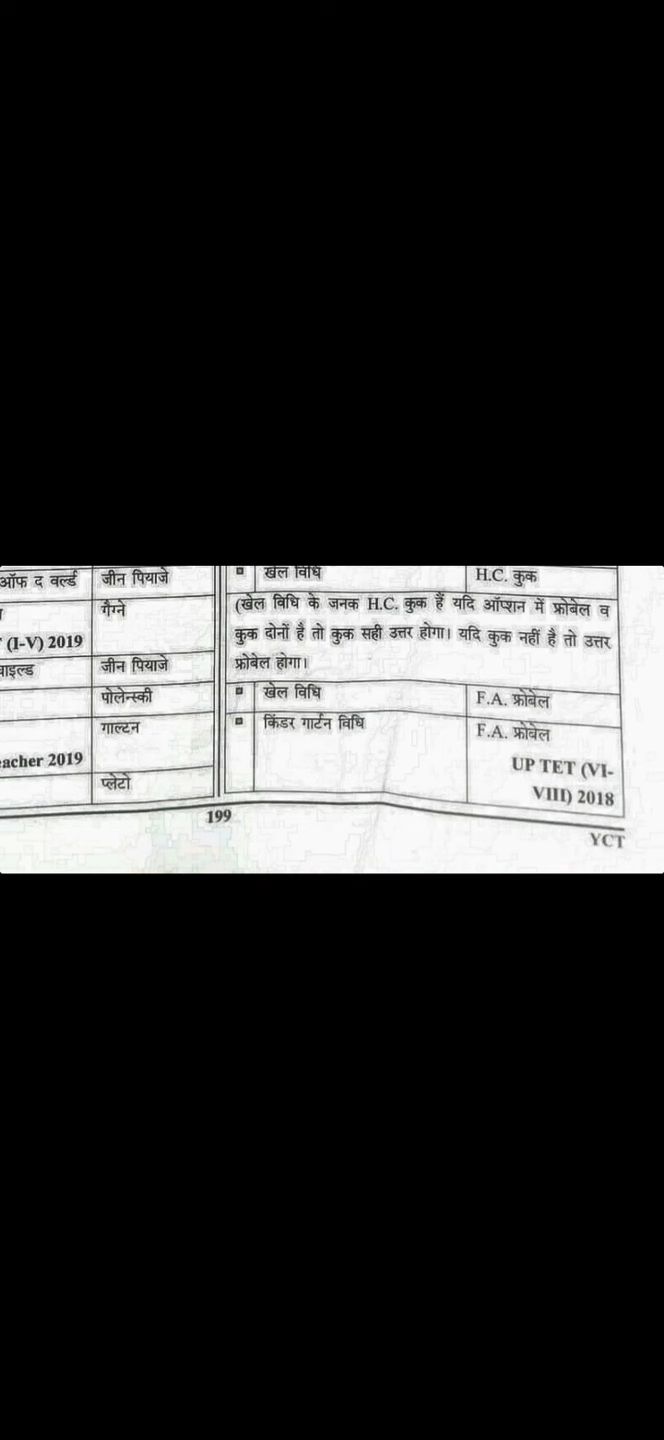 ऑफ द वर्ल्ड जीन पियाजे
गैग्ने
(I-V) 2019
जीन पियाजे
पोलेन्स्की
गाल्टन
eacher 2019
प्लेटो
खेल विधि H.C. कुक
(खेल विधि के जनक H.C. कुक हैं यदि ऑप्शन में फ्रोबेल व
कुक दोनों है तो कुक सही उत्तर होगा। यदि कुक नहीं है तो उत्तर
फ्रोबेल होगा।
खेल विधि F.A. फ्रोबेल
किंडर गार्टन विधि F.A. फ्रोबेल
UP TET (VI-
VIII) 2018
199
YCT